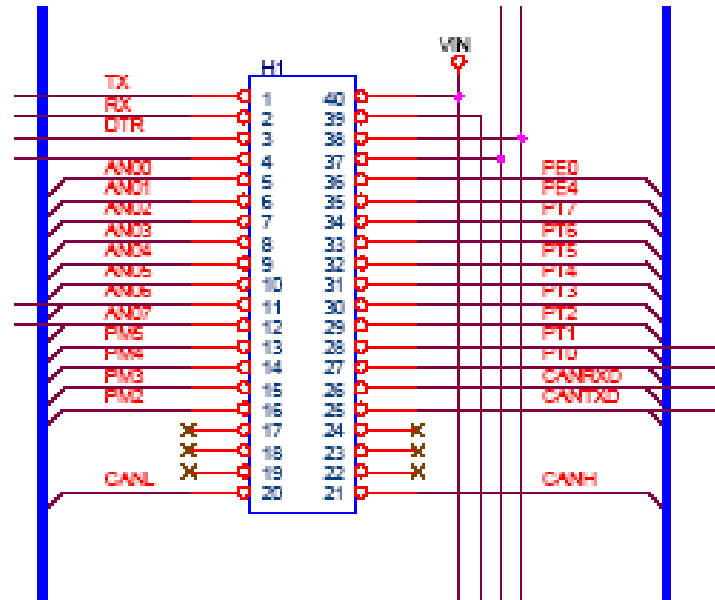 VIN
H1
TX 1 40
RX 2 39
DTR 3 38
4 37
AN00 5 36 PE0
AN01 6 35 PE4
AN02 7 34 PT7
AN03 8 33 PT6
AN04 9 32 PT5
AN05 10 31 PT4
AN06 11 30 PT3
AN07 12 29 PT2
PM5 13 28 PT1
PM4 14 27 PT0
PM3 15 26 CANRXD
PM2 16 25 CANTXD
17 24
18 23
19 22
CANL 20 21 CANH